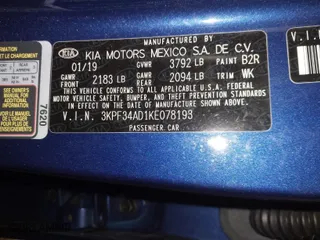 MANUFACTURED BY
KIA KIA MOTORS MEXICO S.A. DE C.V.
01/19 GVWR 3792 LB PAINT B2R
GAWR FRONT 2183 LB GAWR REAR 2094 LB TRIM WK
THIS VEHICLE CONFORMS TO ALL APPLICABLE U.S.A. FEDERAL
MOTOR VEHICLE SAFETY, BUMPER, AND THEFT PREVENTION
STANDARDS IN EFFECT ON THE DATE OF MANUFACTURE SHOWN ABOVE.
V.I.N. 3KPF34AD1KE078193
PASSENGER CAR
ET LE CHARGEMENT
SEE OWNER'S
MANUAL FOR
ADDITIONAL
INFORMATION
7620
V.I.N